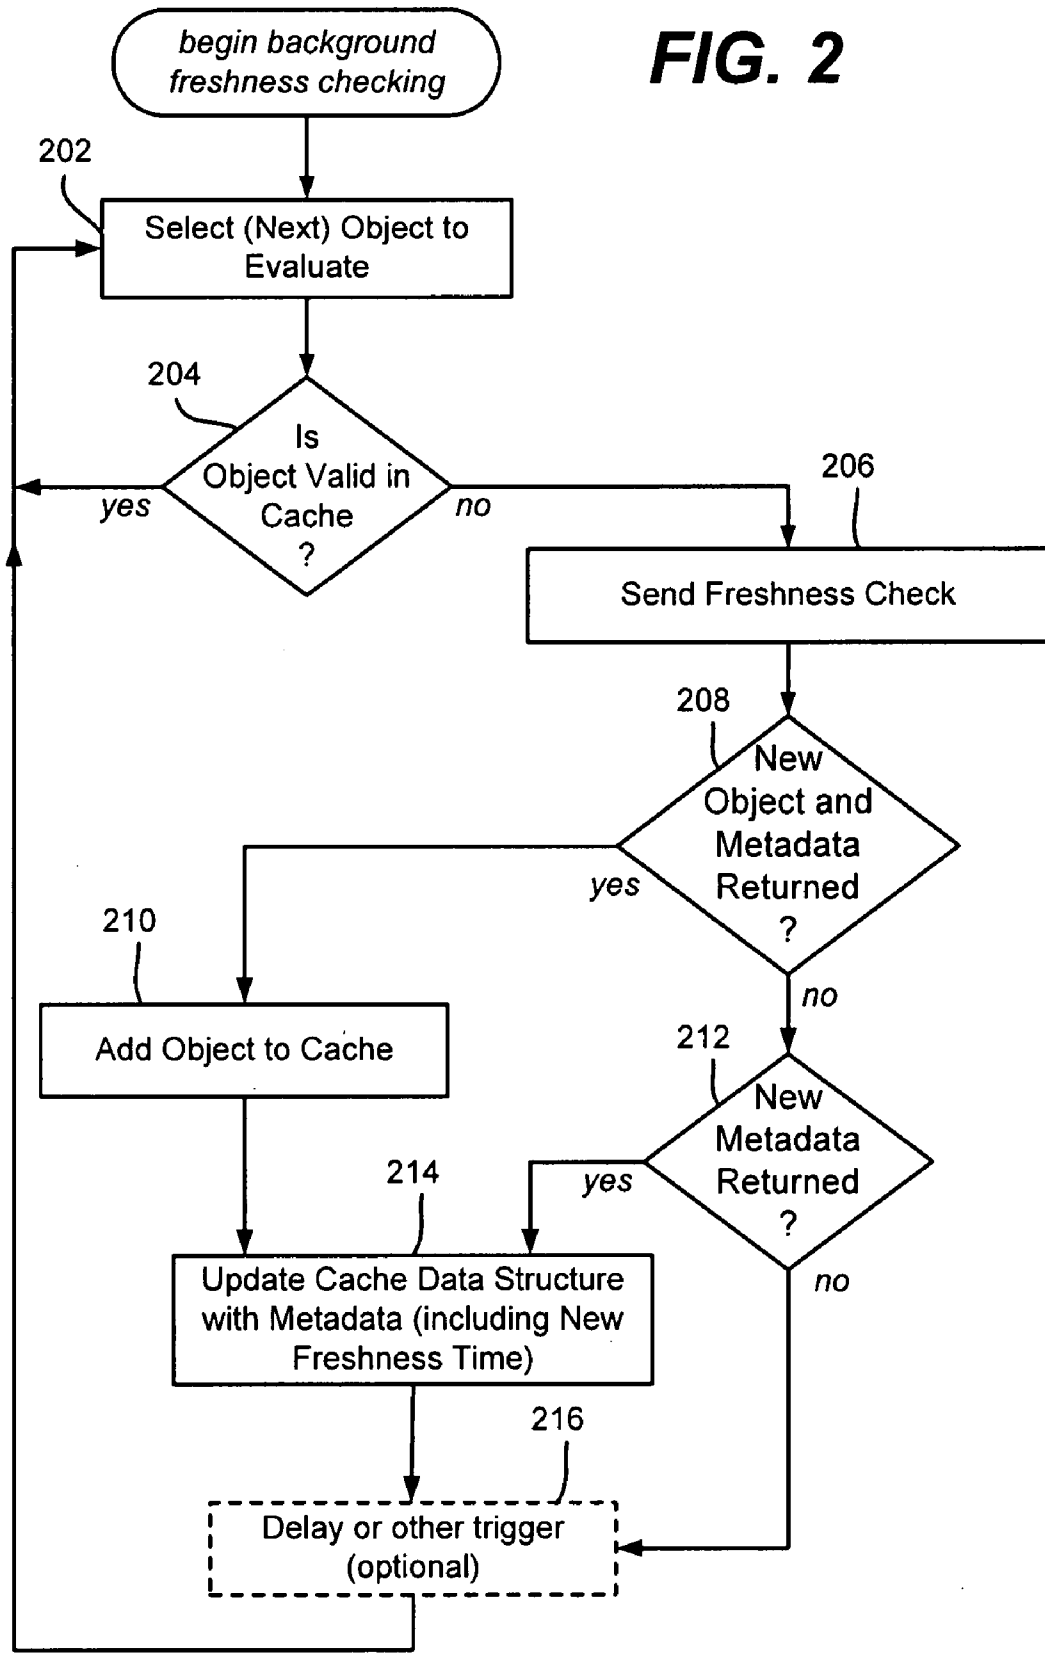 begin background
freshness checking
FIG. 2
202
Select (Next) Object to
Evaluate
204
Is
Object Valid in
Cache
?
yes
no
206
Send Freshness Check
208
New
Object and
Metadata
Returned
?
yes
no
210
Add Object to Cache
212
New
Metadata
Returned
?
yes
no
214
Update Cache Data Structure
with Metadata (including New
Freshness Time)
216
Delay or other trigger
(optional)